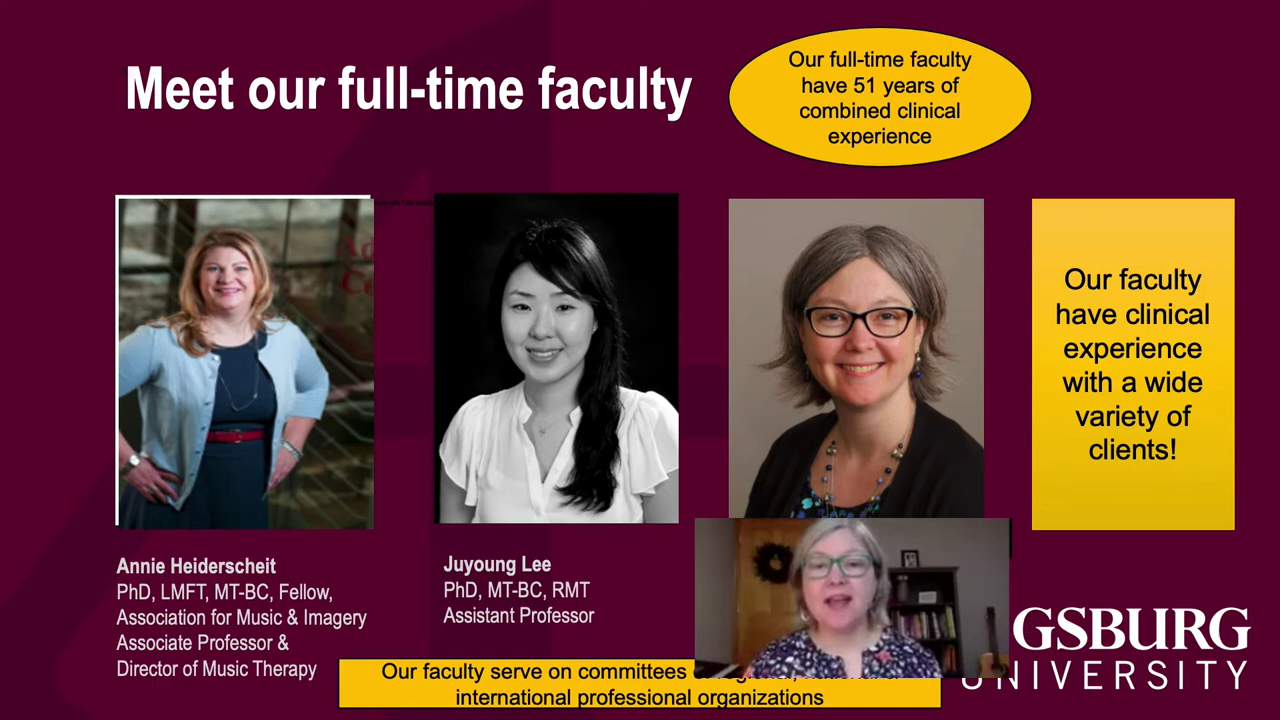 Meet our full-time faculty
Our full-time faculty
have 51 years of
combined clinical
experience
Our faculty
have clinical
experience
with a wide
variety of
clients!
Annie Heiderscheit
PhD, LMFT, MT-BC, Fellow,
Association for Music & Imagery
Associate Professor &
Director of Music Therapy
Juyoung Lee
PhD, MT-BC, RMT
Assistant Professor
Our faculty serve on committees
international professional organizations
GSBURG
UNIVERSITY